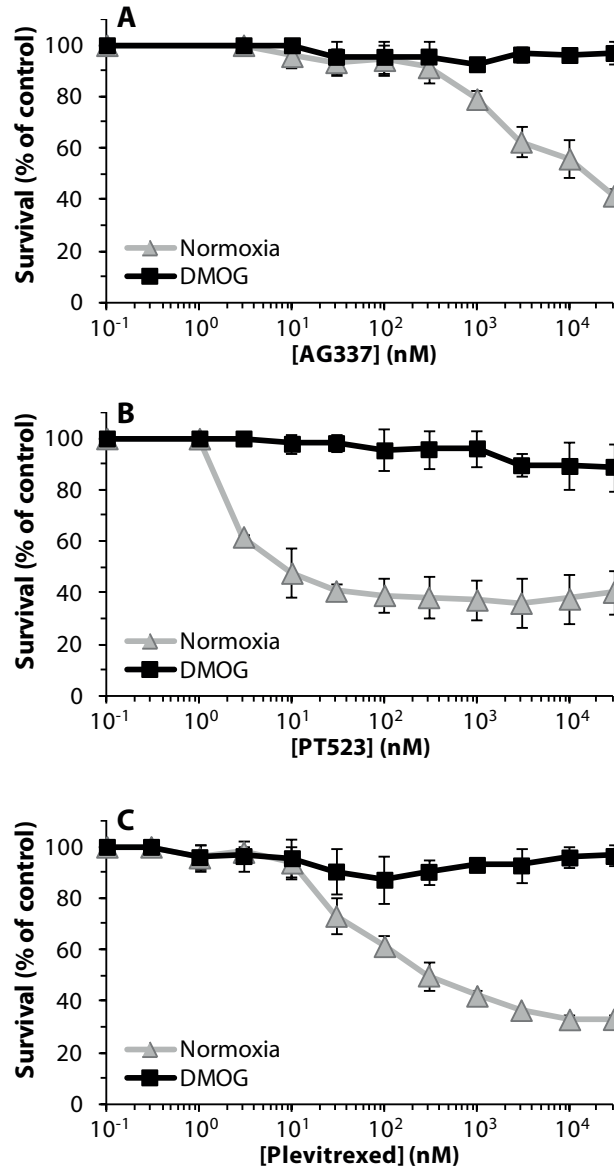 A
Survival (% of control)
100
80
60
40
20
0
Normoxia
DMOG
10⁻¹ 10⁰ 10¹ 10² 10³ 10⁴
[AG337] (nM)
B
Survival (% of control)
100
80
60
40
20
0
Normoxia
DMOG
10⁻¹ 10⁰ 10¹ 10² 10³ 10⁴
[PT523] (nM)
C
Survival (% of control)
100
80
60
40
20
0
Normoxia
DMOG
10⁻¹ 10⁰ 10¹ 10² 10³ 10⁴
[Plevitrexed] (nM)